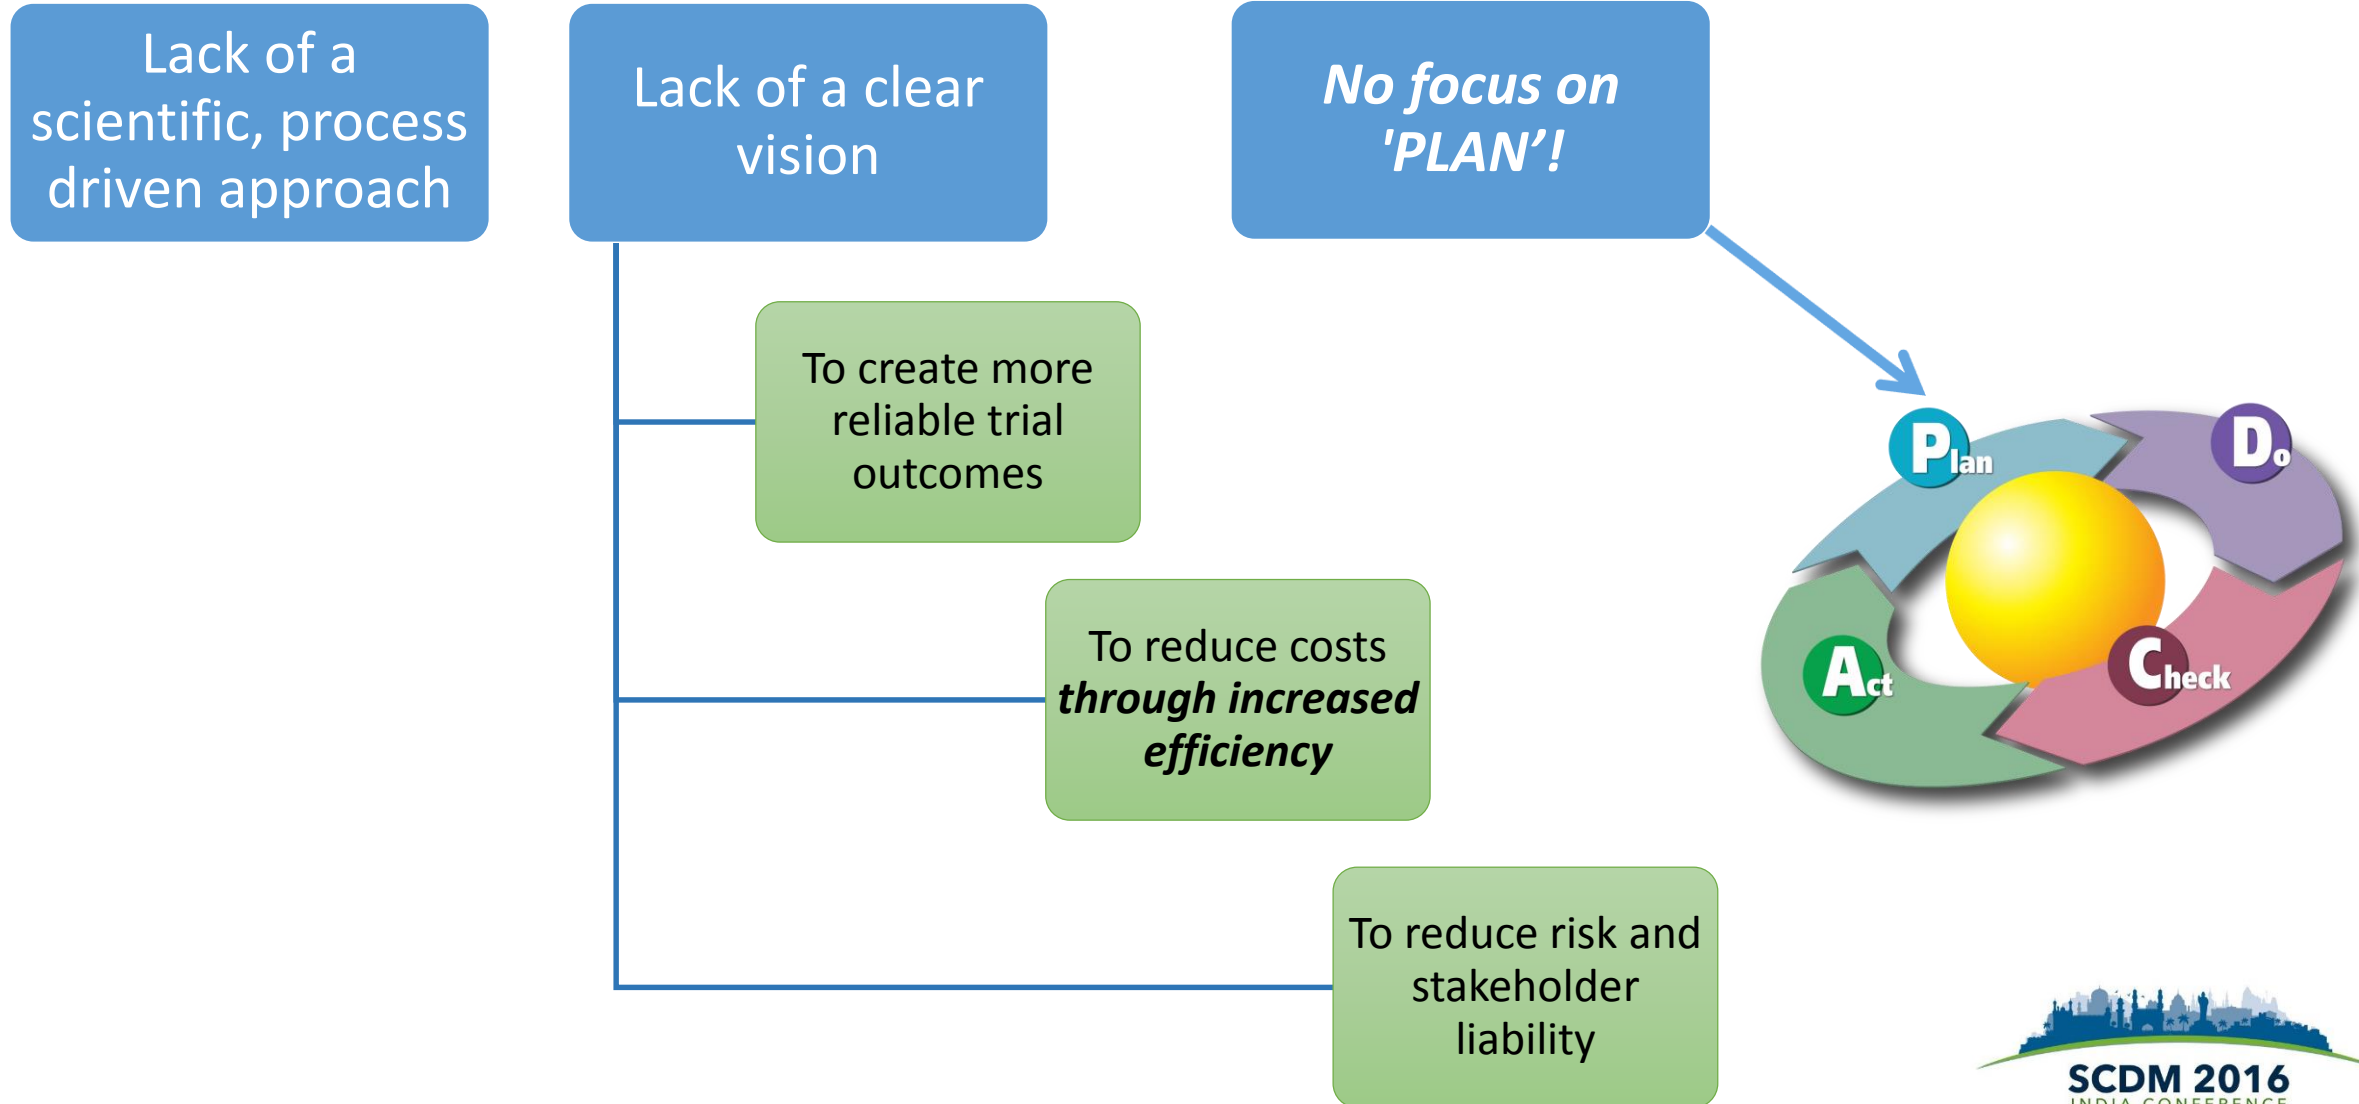 Lack of a
scientific, process
driven approach
Lack of a clear
vision
No focus on
'PLAN’!
To create more
reliable trial
outcomes
To reduce costs
through increased
efficiency
To reduce risk and
stakeholder
liability
Plan
Do
Check
Act
SCDM 2016
INDIA CONFERENCE